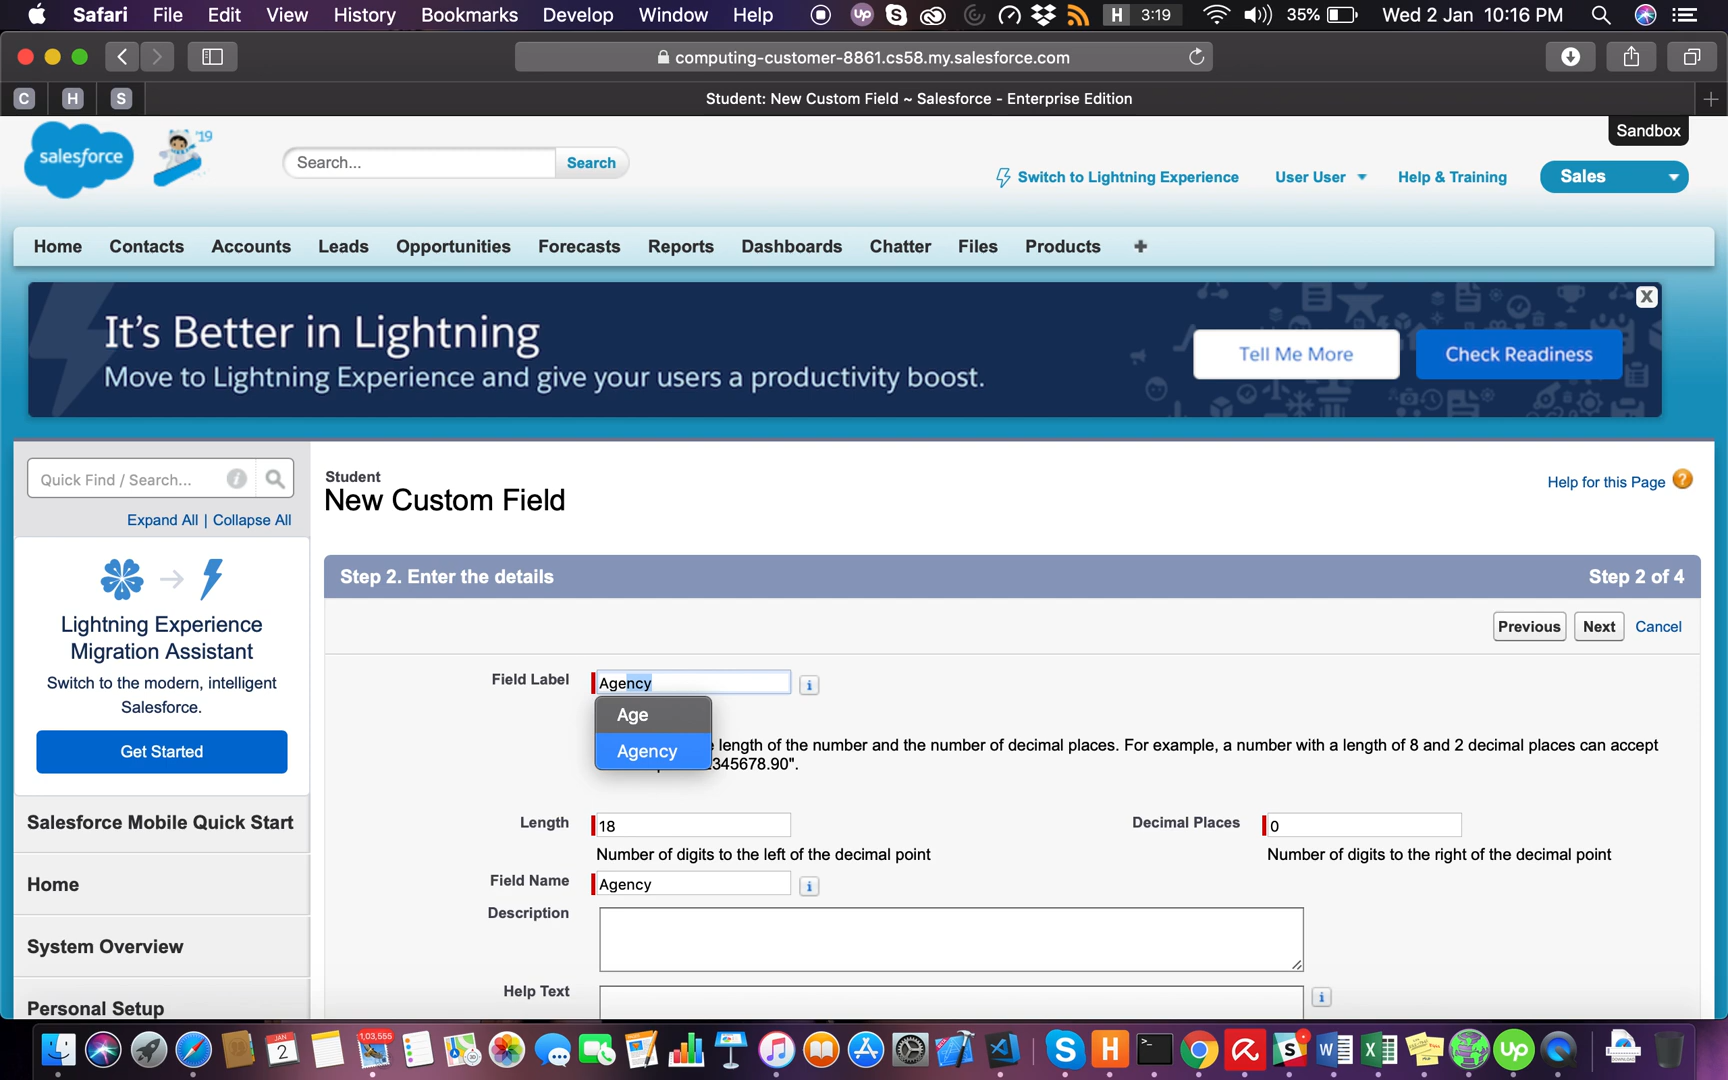 Safari File Edit View History Bookmarks Develop Window Help Up S H 3:19 35% Wed 2 Jan 10:16 PM
computing-customer-8861.cs58.my.salesforce.com
C H S Student: New Custom Field ~ Salesforce - Enterprise Edition
Sandbox
salesforce '19 Search... Search
Switch to Lightning Experience User User Help & Training Sales
Home Contacts Accounts Leads Opportunities Forecasts Reports Dashboards Chatter Files Products +
It's Better in Lightning
Move to Lightning Experience and give your users a productivity boost.
Tell Me More Check Readiness X
Quick Find / Search... i
Expand All | Collapse All
Lightning Experience
Migration Assistant
Switch to the modern, intelligent
Salesforce.
Get Started
Salesforce Mobile Quick Start
Home
System Overview
Personal Setup
Student
New Custom Field
Help for this Page ?
Step 2. Enter the details Step 2 of 4
Previous Next Cancel
Field Label Agency i
Age
Agency
length of the number and the number of decimal places. For example, a number with a length of 8 and 2 decimal places can accept
345678.90".
Length 18 Decimal Places 0
Number of digits to the left of the decimal point Number of digits to the right of the decimal point
Field Name Agency i
Description
Help Text i
JAN 2 1,03,555 S H S W X Up